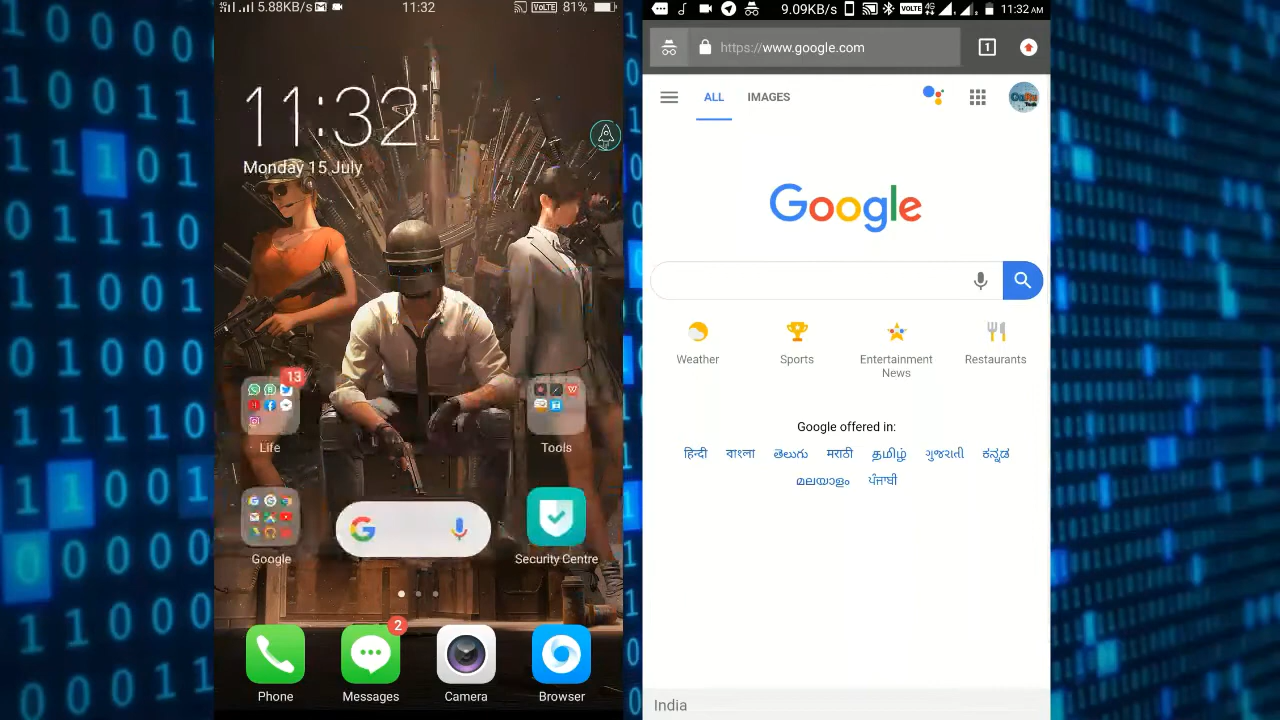 5.88KB/s 11:32 VOLTE 81%
11:32
Monday 15 July
13
Life
Tools
Google
Security Centre
2
Phone
Messages
Camera
Browser
9.09KB/s VOLTE 4G 11:32 AM
https://www.google.com
1
ALL IMAGES
Google
Weather
Sports
Entertainment
News
Restaurants
Google offered in:
हिन्दी বাংলা తెలుగు मराठी தமிழ் ગુજરાતી ಕನ್ನಡ
മലയാളം ਪੰਜਾਬੀ
India